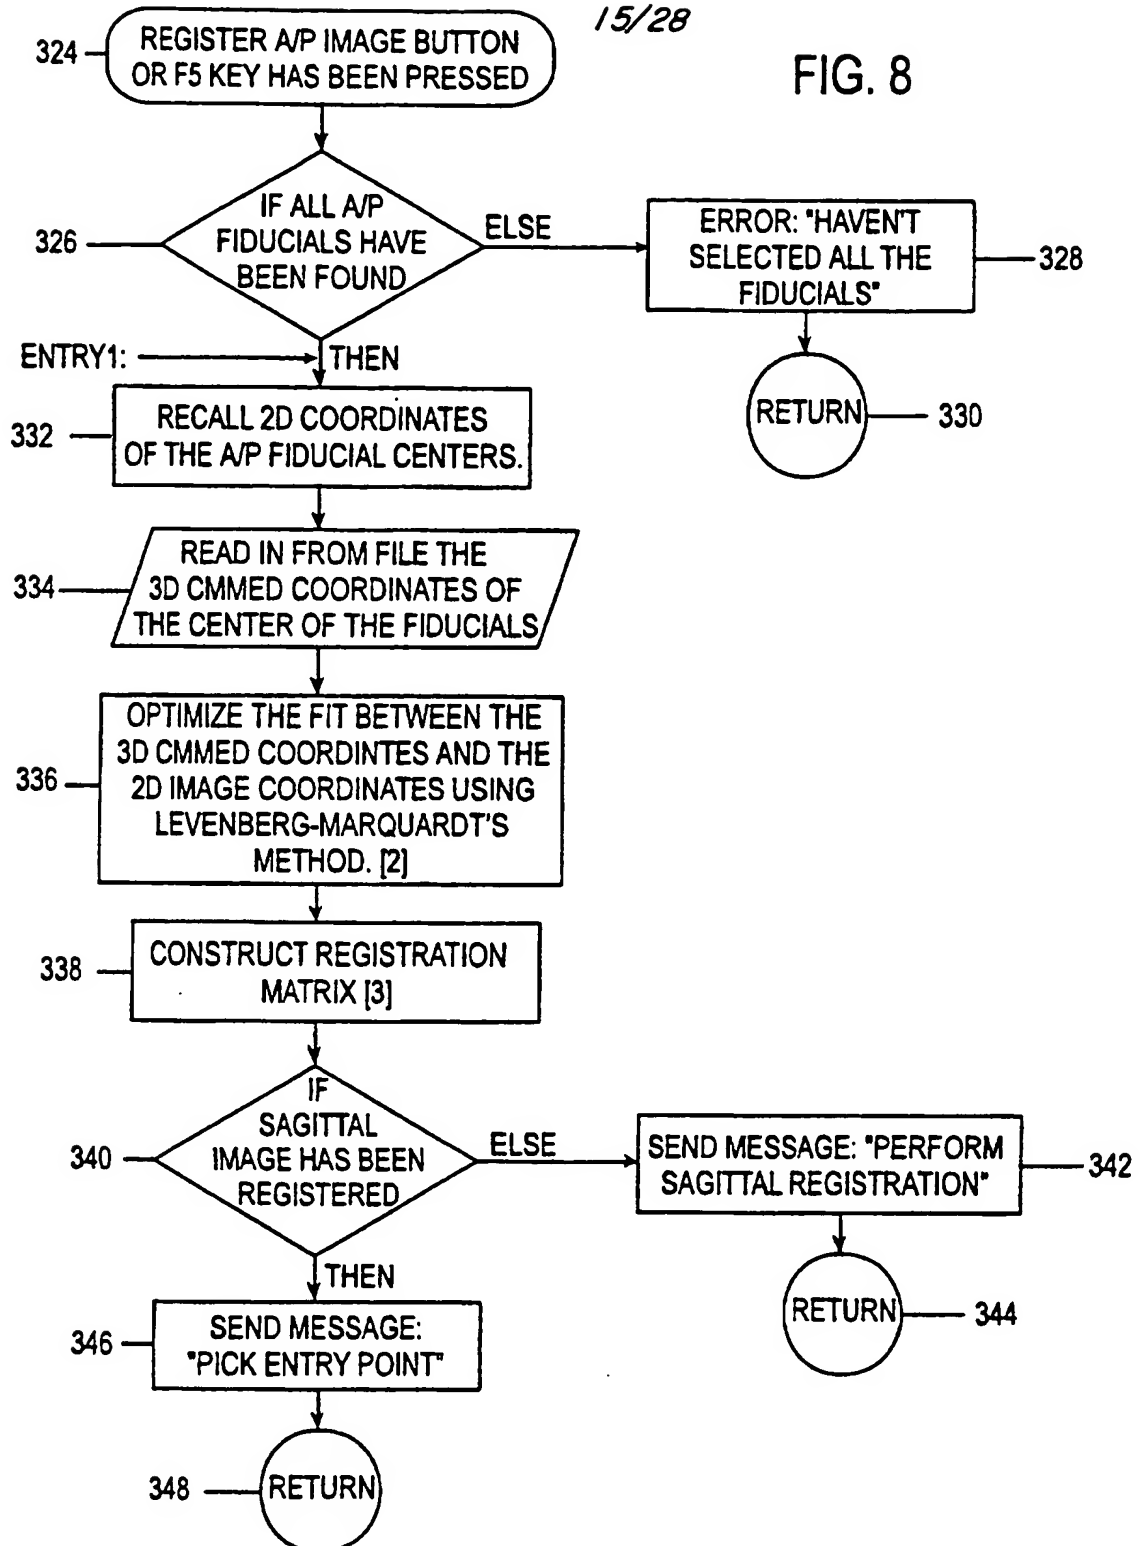 15/28
FIG. 8
324
REGISTER A/P IMAGE BUTTON
OR F5 KEY HAS BEEN PRESSED
326
IF ALL A/P
FIDUCIALS HAVE
BEEN FOUND
ELSE
ERROR: "HAVEN'T
SELECTED ALL THE
FIDUCIALS"
328
RETURN
330
ENTRY1:
THEN
332
RECALL 2D COORDINATES
OF THE A/P FIDUCIAL CENTERS.
334
READ IN FROM FILE THE
3D CMMED COORDINATES OF
THE CENTER OF THE FIDUCIALS
336
OPTIMIZE THE FIT BETWEEN THE
3D CMMED COORDINTES AND THE
2D IMAGE COORDINATES USING
LEVENBERG-MARQUARDT'S
METHOD. [2]
338
CONSTRUCT REGISTRATION
MATRIX [3]
340
IF
SAGITTAL
IMAGE HAS BEEN
REGISTERED
ELSE
SEND MESSAGE: "PERFORM
SAGITTAL REGISTRATION"
342
RETURN
344
THEN
346
SEND MESSAGE:
"PICK ENTRY POINT"
348
RETURN